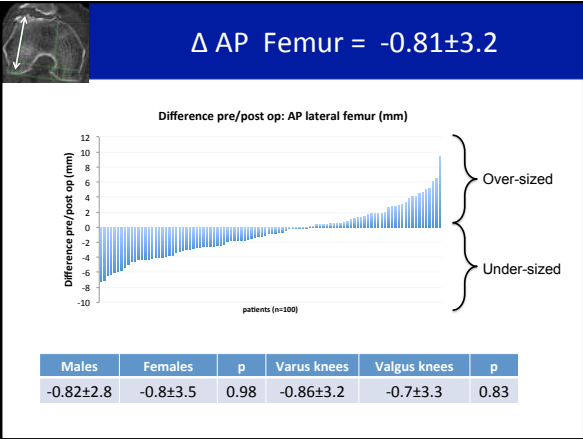 Δ AP Femur = -0.81±3.2
Difference pre/post op: AP lateral femur (mm)
Difference pre/post op (mm)
12
10
8
6
4
2
0
-2
-4
-6
-8
-10
patients (n=100)
Over-sized
Under-sized
Males Females p Varus knees Valgus knees p
-0.82±2.8 -0.8±3.5 0.98 -0.86±3.2 -0.7±3.3 0.83